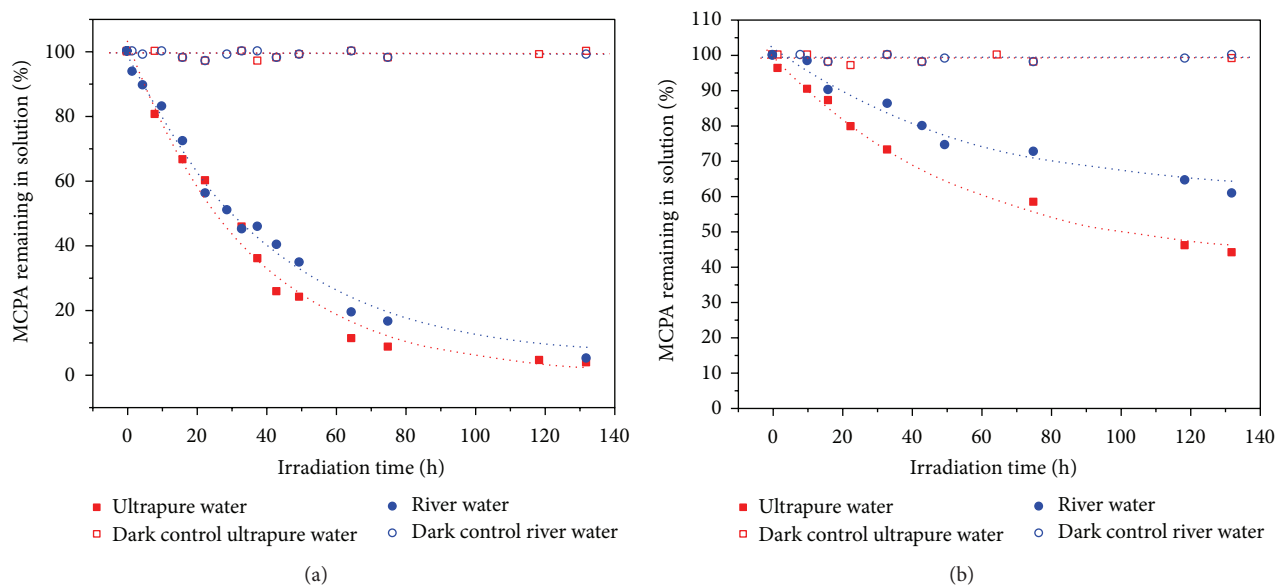 MCPA remaining in solution (%)
100
80
60
40
20
0
0 20 40 60 80 100 120 140
Irradiation time (h)
Ultrapure water
Dark control ultrapure water
River water
Dark control river water
(a)
MCPA remaining in solution (%)
110
100
90
80
70
60
50
40
30
20
10
0
0 20 40 60 80 100 120 140
Irradiation time (h)
Ultrapure water
Dark control ultrapure water
River water
Dark control river water
(b)